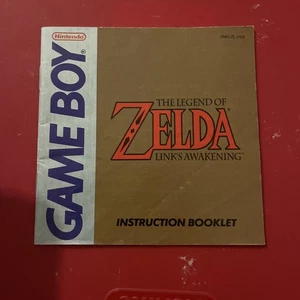 Nintendo
GAME BOY
THE LEGEND OF
ZELDA
LINK'S AWAKENING
INSTRUCTION BOOKLET